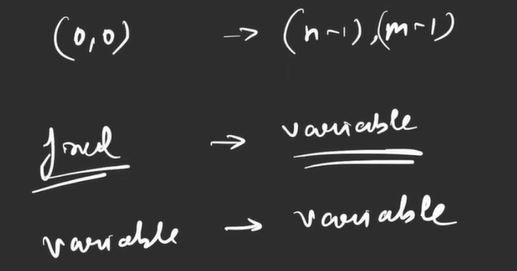 (0,0) → (n-1),(m-1)
fixed → variable
variable → variable